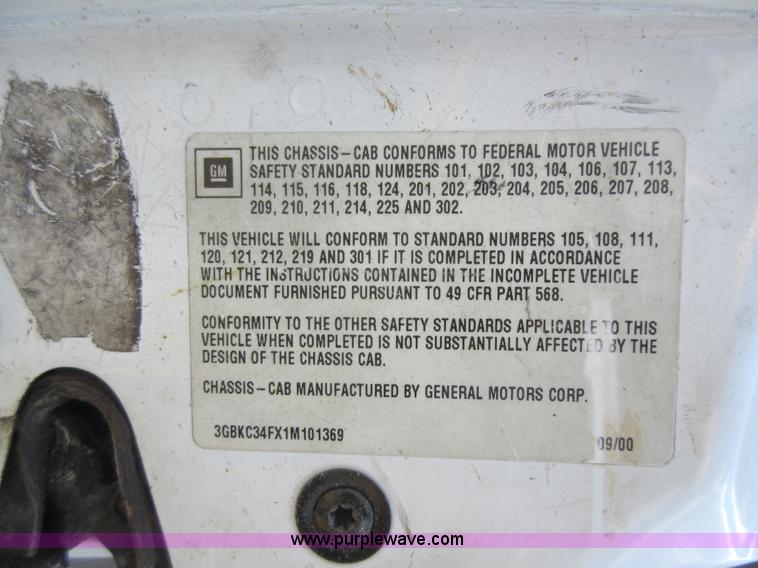 GM
THIS CHASSIS-CAB CONFORMS TO FEDERAL MOTOR VEHICLE
SAFETY STANDARD NUMBERS 101, 102, 103, 104, 106, 107, 113,
114, 115, 116, 118, 124, 201, 202, 203, 204, 205, 206, 207, 208,
209, 210, 211, 214, 225 AND 302.
THIS VEHICLE WILL CONFORM TO STANDARD NUMBERS 105, 108, 111,
120, 121, 212, 219 AND 301 IF IT IS COMPLETED IN ACCORDANCE
WITH THE INSTRUCTIONS CONTAINED IN THE INCOMPLETE VEHICLE
DOCUMENT FURNISHED PURSUANT TO 49 CFR PART 568.
CONFORMITY TO THE OTHER SAFETY STANDARDS APPLICABLE TO THIS
VEHICLE WHEN COMPLETED IS NOT SUBSTANTIALLY AFFECTED BY THE
DESIGN OF THE CHASSIS CAB.
CHASSIS-CAB MANUFACTURED BY GENERAL MOTORS CORP.
3GBKC34FX1M101369
09/00
www.purplewave.com